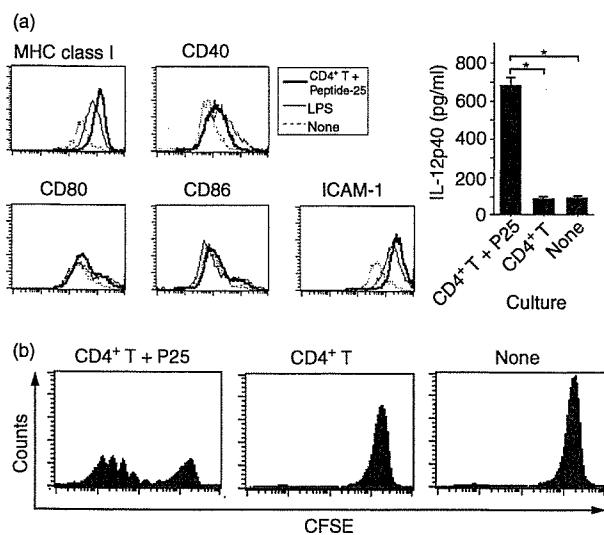 (a)
MHC class I
CD40
CD4⁺ T +
Peptide-25
LPS
None
CD80
CD86
ICAM-1
IL-12p40 (pg/ml)
800
600
400
200
0
*
*
CD4⁺ T + P25
CD4⁺ T
None
Culture
(b)
CD4⁺ T + P25
CD4⁺ T
None
Counts
CFSE